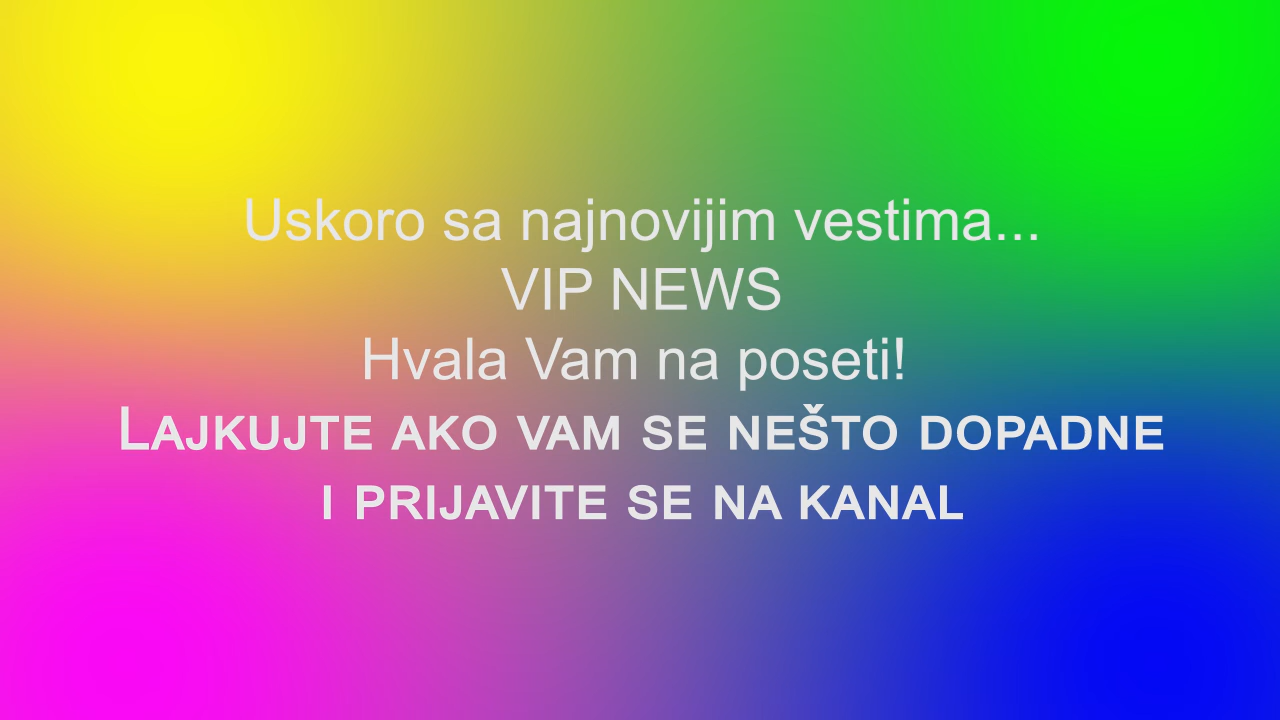 Uskoro sa najnovijim vestima...
VIP NEWS
Hvala Vam na poseti!
LAJKUJTE AKO VAM SE NEŠTO DOPADNE
I PRIJAVITE SE NA KANAL